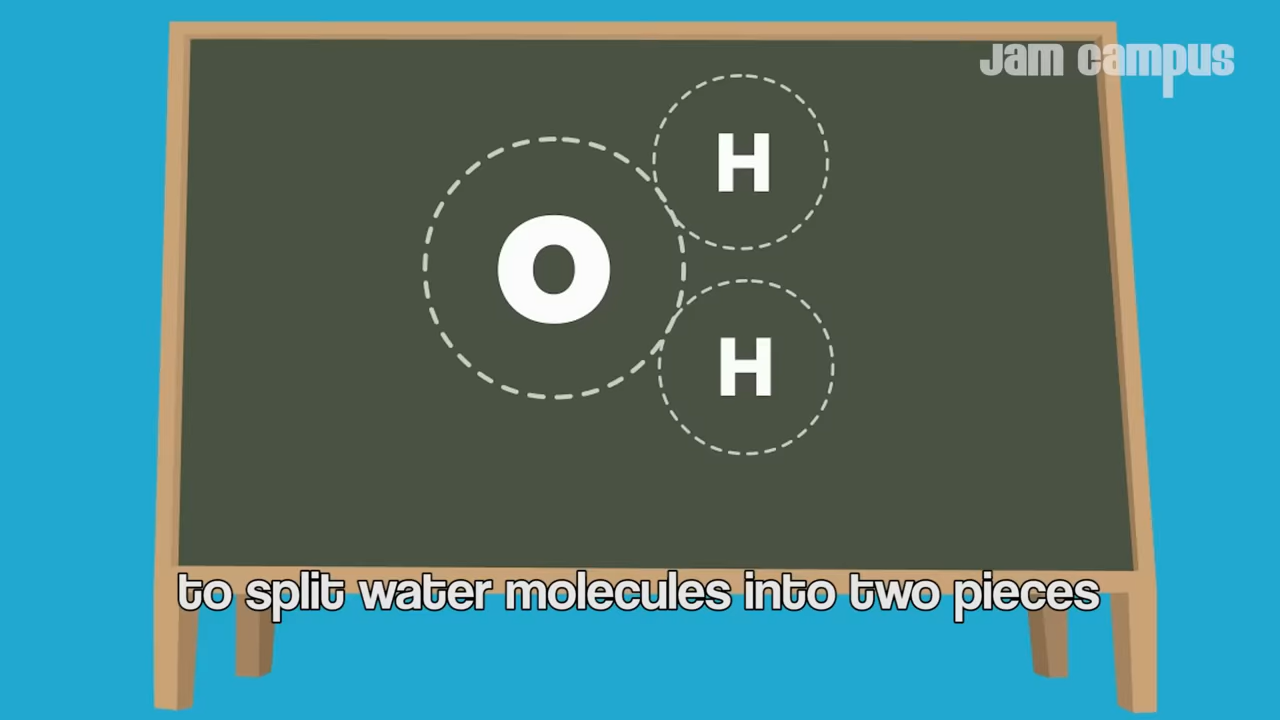 Jam campus
H
O
H
to split water molecules into two pieces